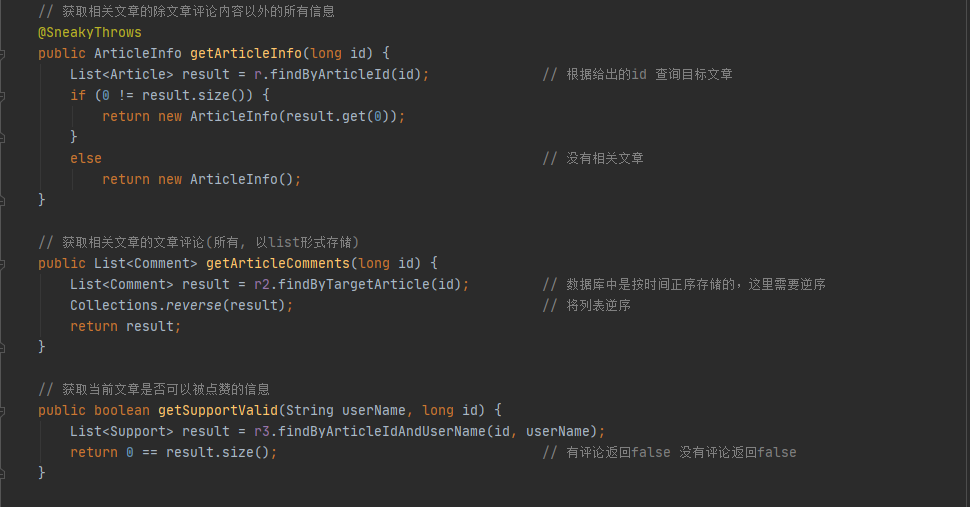 // 获取相关文章的除文章评论内容以外的所有信息
@SneakyThrows
public ArticleInfo getArticleInfo(long id) {
List<Article> result = r.findByArticleId(id); // 根据给出的id 查询目标文章
if (0 != result.size()) {
return new ArticleInfo(result.get(0));
}
else // 没有相关文章
return new ArticleInfo();
}
// 获取相关文章的文章评论(所有, 以list形式存储)
public List<Comment> getArticleComments(long id) {
List<Comment> result = r2.findByTargetArticle(id); // 数据库中是按时间正序存储的，这里需要逆序
Collections.reverse(result); // 将列表逆序
return result;
}
// 获取当前文章是否可以被点赞的信息
public boolean getSupportValid(String userName, long id) {
List<Support> result = r3.findByArticleIdAndUserName(id, userName);
return 0 == result.size(); // 有评论返回false 没有评论返回false
}